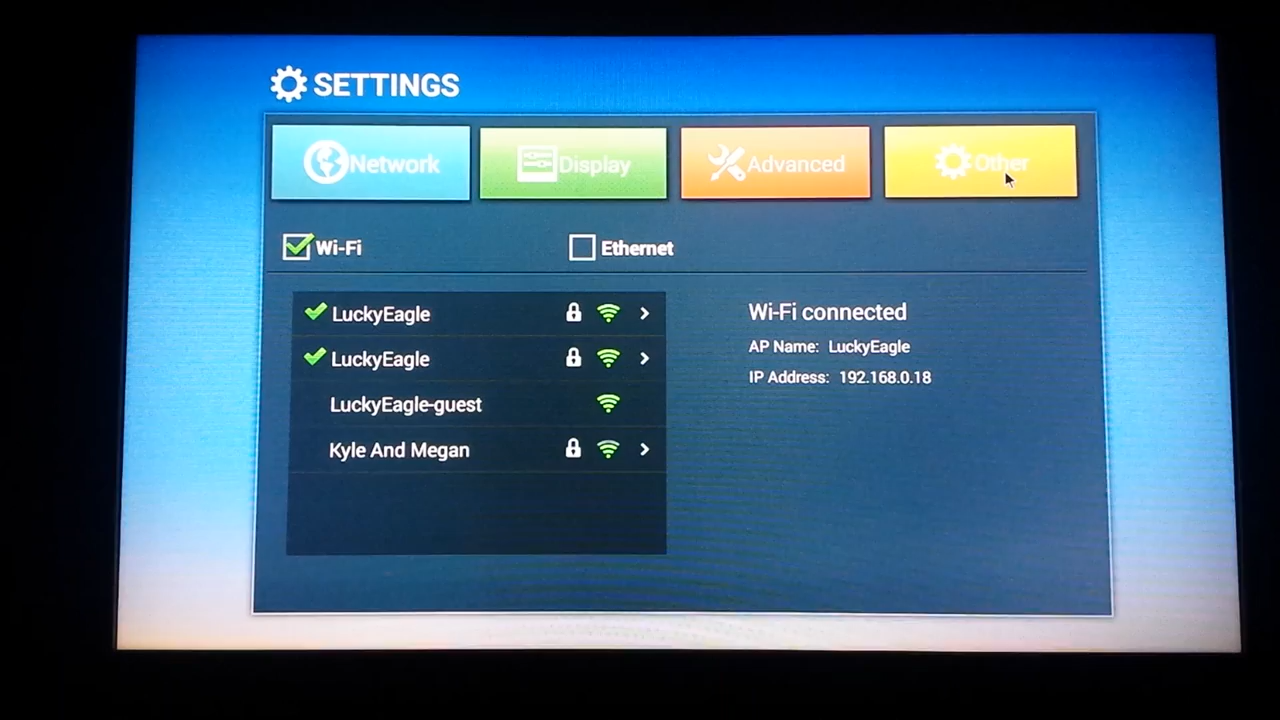 SETTINGS
Network Display Advanced Other
Wi-Fi Ethernet
LuckyEagle
LuckyEagle
LuckyEagle-guest
Kyle And Megan
Wi-Fi connected
AP Name: LuckyEagle
IP Address: 192.168.0.18